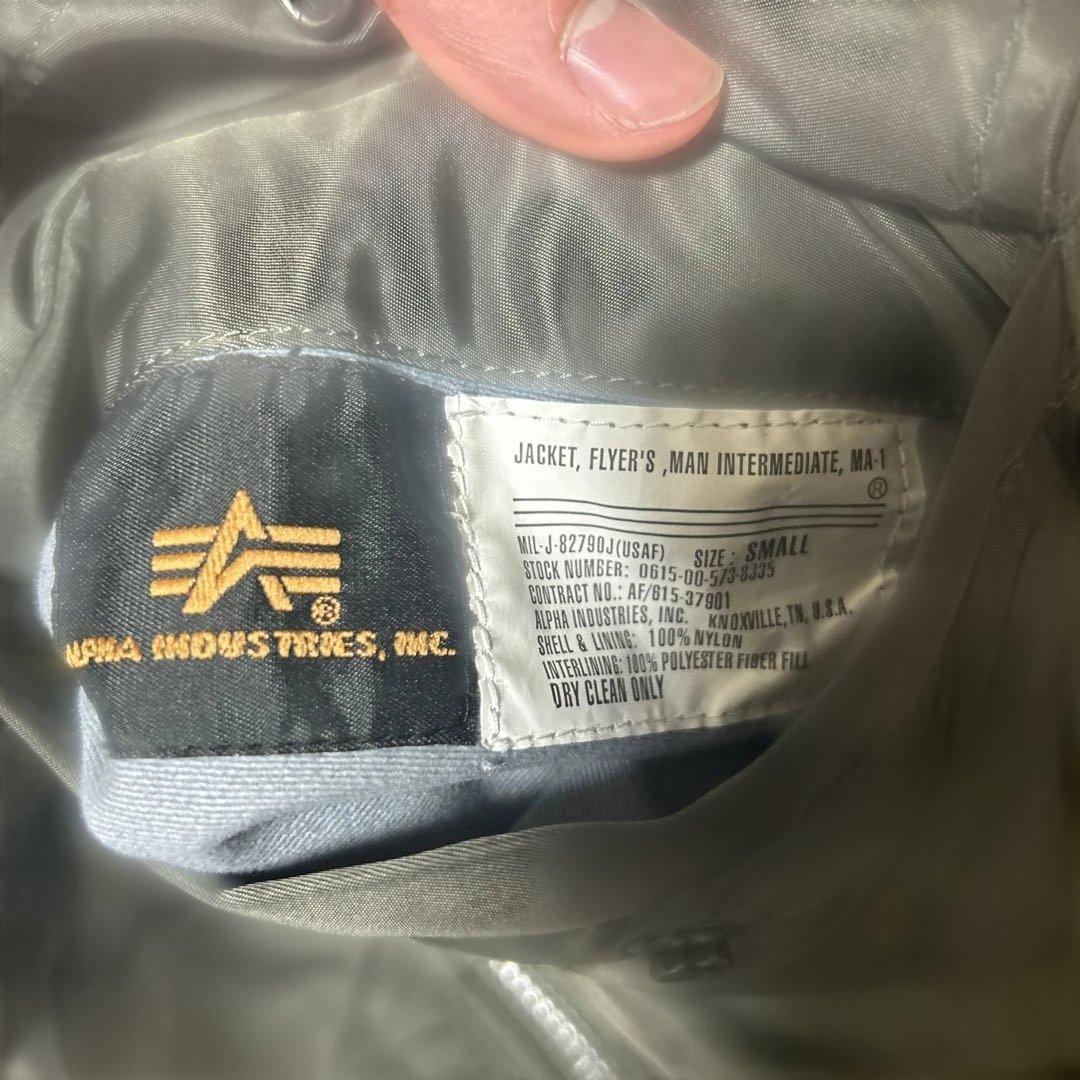 ALPHA INDUSTRIES, INC.
®
JACKET, FLYER'S ,MAN INTERMEDIATE, MA-1
®
MIL-J-82790J(USAF) SIZE : SMALL
STOCK NUMBER: 0615-00-573-8335
CONTRACT NO.: AF/615-37901
ALPHA INDUSTRIES, INC. KNOXVILLE,TN, U.S.A.
SHELL & LINING: 100% NYLON
INTERLINING: 100% POLYESTER FIBER FILL
DRY CLEAN ONLY